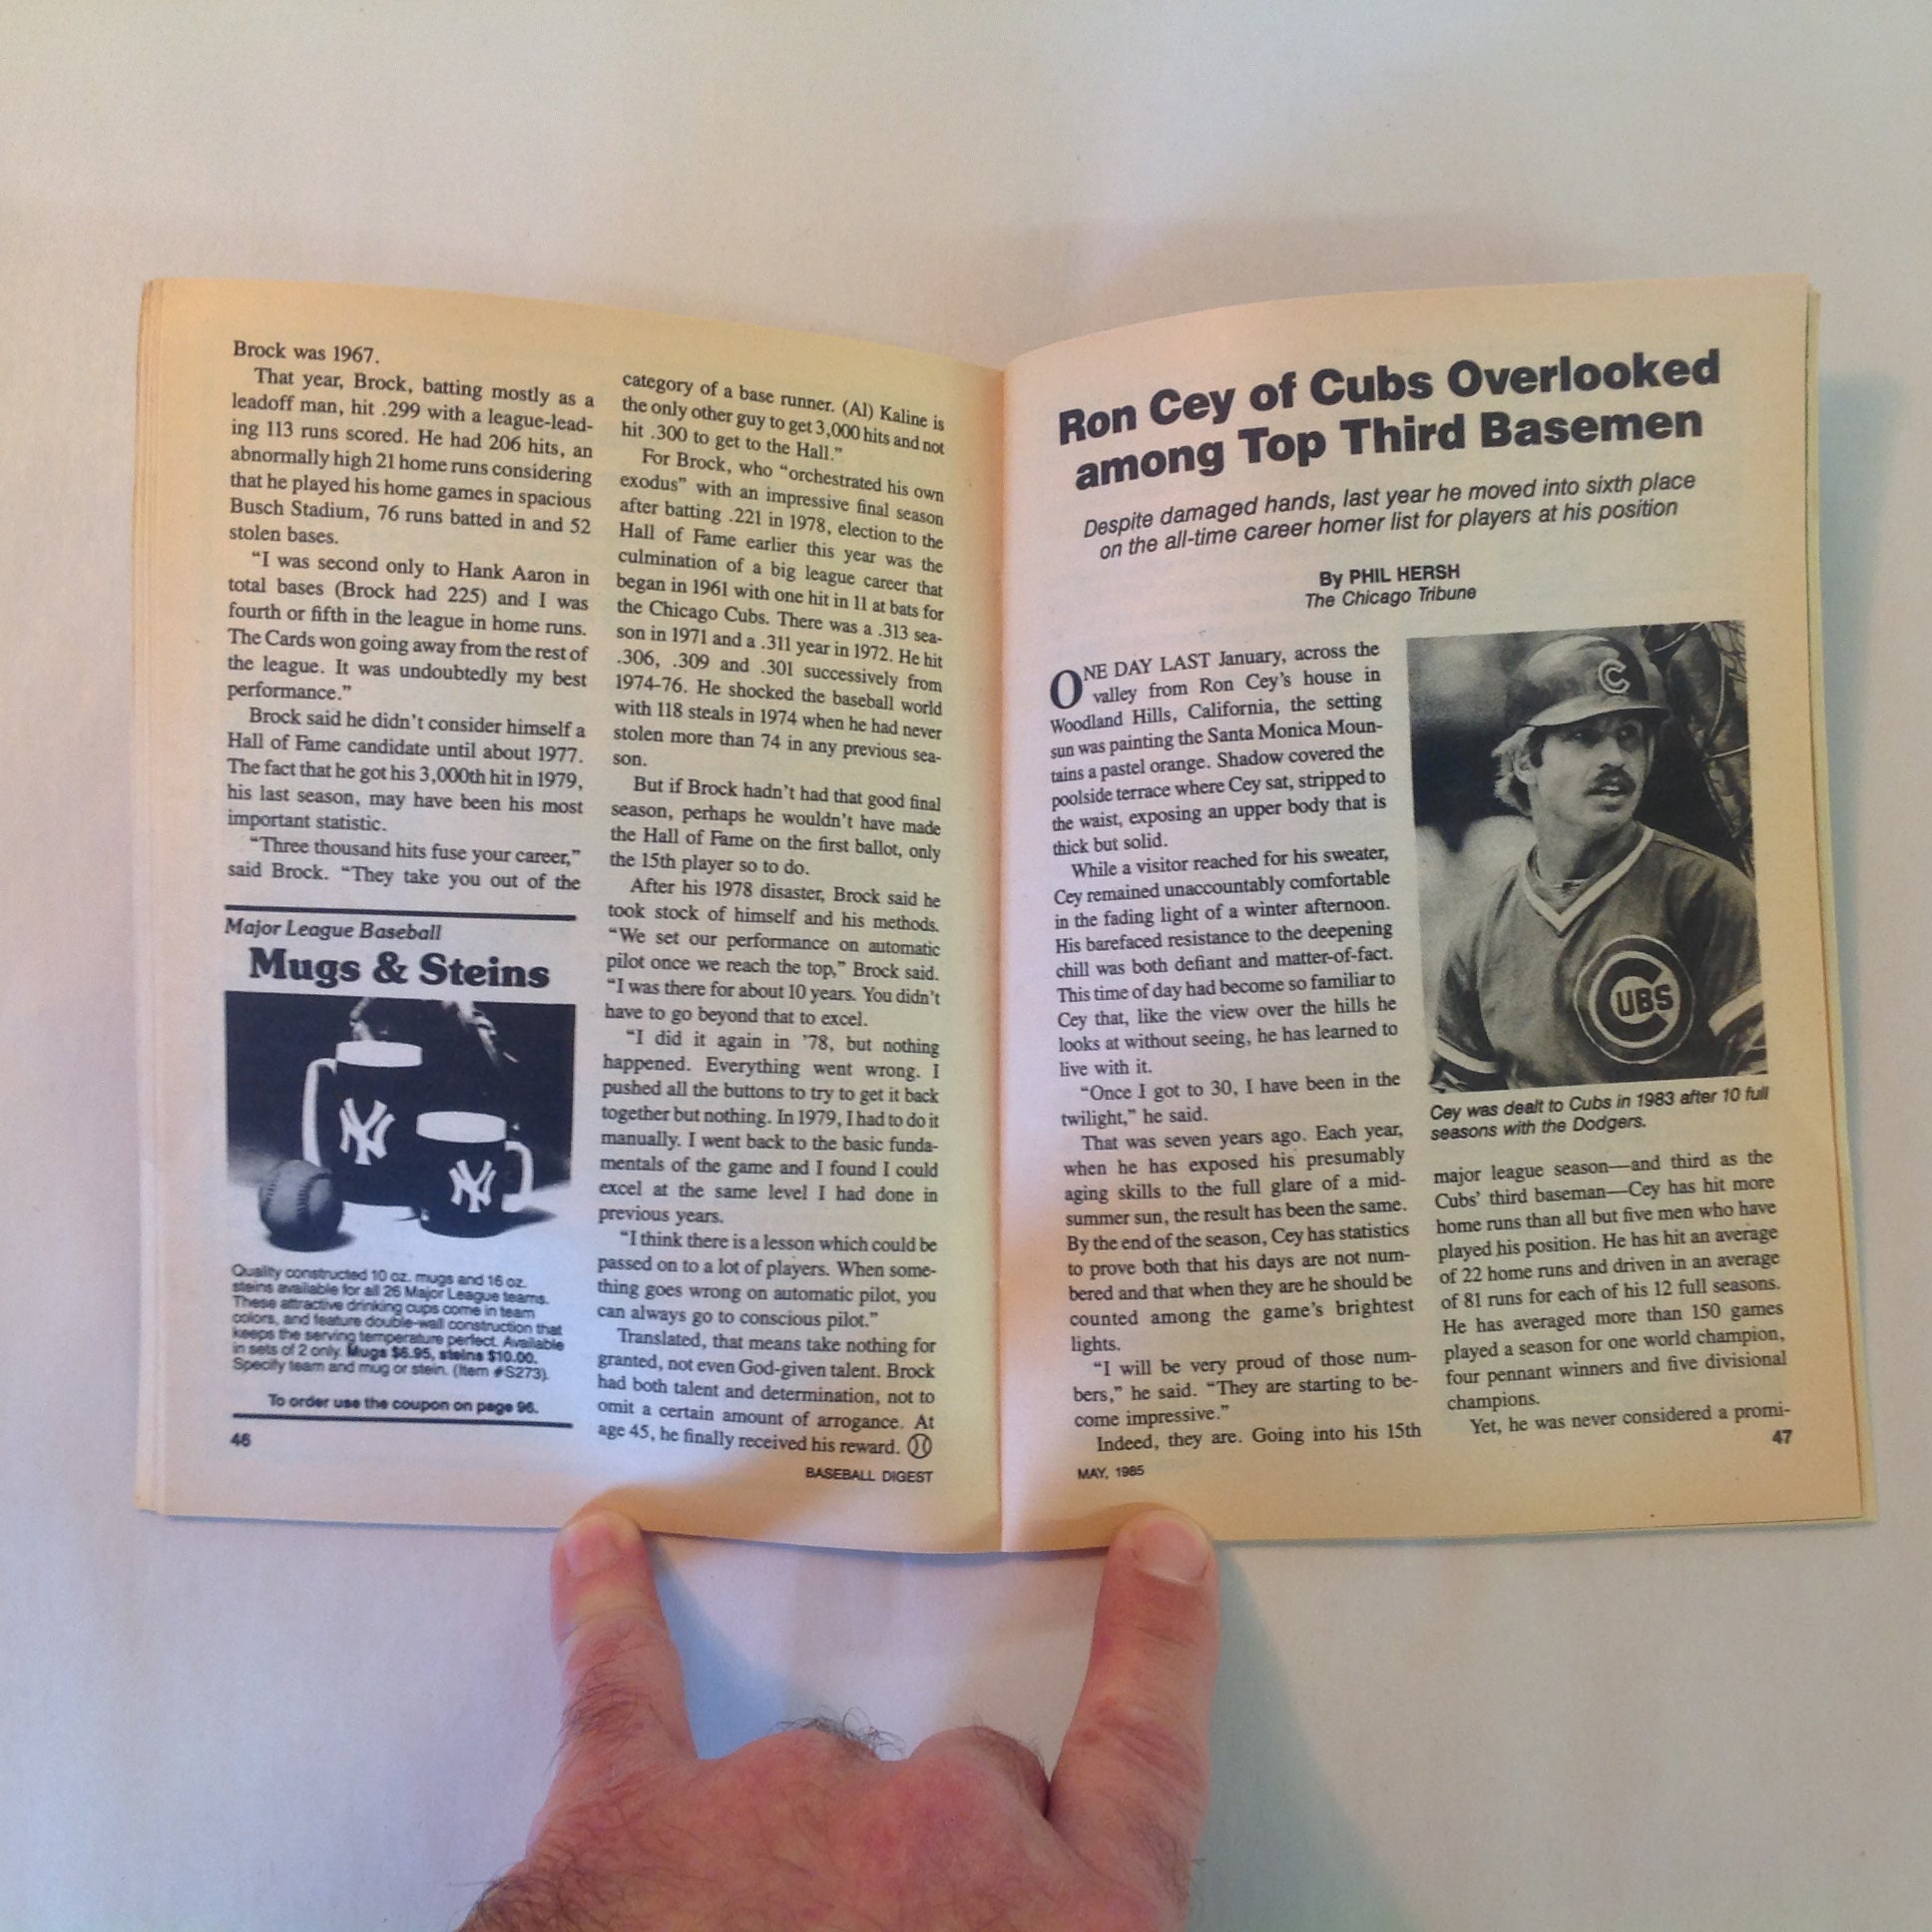 Brock was 1967.
That year, Brock, batting mostly as a
leadoff man, hit .299 with a league-lead-
ing 113 runs scored. He had 206 hits, an
abnormally high 21 home runs considering
that he played his home games in spacious
Busch Stadium, 76 runs batted in and 52
stolen bases.
“I was second only to Hank Aaron in
total bases (Brock had 225) and I was
fourth or fifth in the league in home runs.
The Cards won going away from the rest of
the league. It was undoubtedly my best
performance.”
Brock said he didn’t consider himself a
Hall of Fame candidate until about 1977.
The fact that he got his 3,000th hit in 1979,
his last season, may have been his most
important statistic.
“Three thousand hits fuse your career,”
said Brock. “They take you out of the
Major League Baseball
Mugs & Steins
NY
NY
Quality constructed 10 oz. mugs and 16 oz.
steins available for all 26 Major League teams.
These attractive drinking cups come in team
colors, and feature double-wall construction that
keeps the serving temperature perfect. Available
in sets of 2 only. Mugs $6.95, steins $10.00.
Specify team and mug or stein. (Item #S273).
To order use the coupon on page 96.
46
category of a base runner. (Al) Kaline is
the only other guy to get 3,000 hits and not
hit .300 to get to the Hall.”
For Brock, who “orchestrated his own
exodus” with an impressive final season
after batting .221 in 1978, election to the
Hall of Fame earlier this year was the
culmination of a big league career that
began in 1961 with one hit in 11 at bats for
the Chicago Cubs. There was a .313 sea-
son in 1971 and a .311 year in 1972. He hit
.306, .309 and .301 successively from
1974-76. He shocked the baseball world
with 118 steals in 1974 when he had never
stolen more than 74 in any previous sea-
son.
But if Brock hadn’t had that good final
season, perhaps he wouldn’t have made
the Hall of Fame on the first ballot, only
the 15th player so to do.
After his 1978 disaster, Brock said he
took stock of himself and his methods.
“We set our performance on automatic
pilot once we reach the top,” Brock said.
“I was there for about 10 years. You didn’t
have to go beyond that to excel.
“I did it again in ’78, but nothing
happened. Everything went wrong. I
pushed all the buttons to try to get it back
together but nothing. In 1979, I had to do it
manually. I went back to the basic funda-
mentals of the game and I found I could
excel at the same level I had done in
previous years.
“I think there is a lesson which could be
passed on to a lot of players. When some-
thing goes wrong on automatic pilot, you
can always go to conscious pilot.”
Translated, that means take nothing for
granted, not even God-given talent. Brock
had both talent and determination, not to
omit a certain amount of arrogance. At
age 45, he finally received his reward.
BASEBALL DIGEST
Ron Cey of Cubs Overlooked
among Top Third Basemen
Despite damaged hands, last year he moved into sixth place
on the all-time career homer list for players at his position
By PHIL HERSH
The Chicago Tribune
ONE DAY LAST January, across the
valley from Ron Cey’s house in
Woodland Hills, California, the setting
sun was painting the Santa Monica Moun-
tains a pastel orange. Shadow covered the
poolside terrace where Cey sat, stripped to
the waist, exposing an upper body that is
thick but solid.
While a visitor reached for his sweater,
Cey remained unaccountably comfortable
in the fading light of a winter afternoon.
His barefaced resistance to the deepening
chill was both defiant and matter-of-fact.
This time of day had become so familiar to
Cey that, like the view over the hills he
looks at without seeing, he has learned to
live with it.
“Once I got to 30, I have been in the
twilight,” he said.
That was seven years ago. Each year,
when he has exposed his presumably
aging skills to the full glare of a mid-
summer sun, the result has been the same.
By the end of the season, Cey has statistics
to prove both that his days are not num-
bered and that when they are he should be
counted among the game’s brightest
lights.
“I will be very proud of those num-
bers,” he said. “They are starting to be-
come impressive.”
Indeed, they are. Going into his 15th
MAY, 1985
C
CUBS
Cey was dealt to Cubs in 1983 after 10 full
seasons with the Dodgers.
major league season—and third as the
Cubs’ third baseman—Cey has hit more
home runs than all but five men who have
played his position. He has hit an average
of 22 home runs and driven in an average
of 81 runs for each of his 12 full seasons.
He has averaged more than 150 games
played a season for one world champion,
four pennant winners and five divisional
champions.
Yet, he was never considered a promi-
47